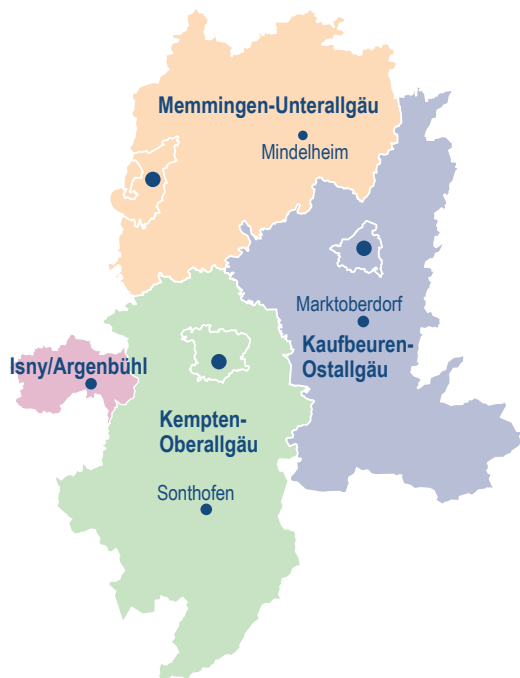 Memmingen-Unterallgäu
Mindelheim
Marktoberdorf
Kaufbeuren-
Ostallgäu
Isny/Argenbühl
Kempten-
Oberallgäu
Sonthofen